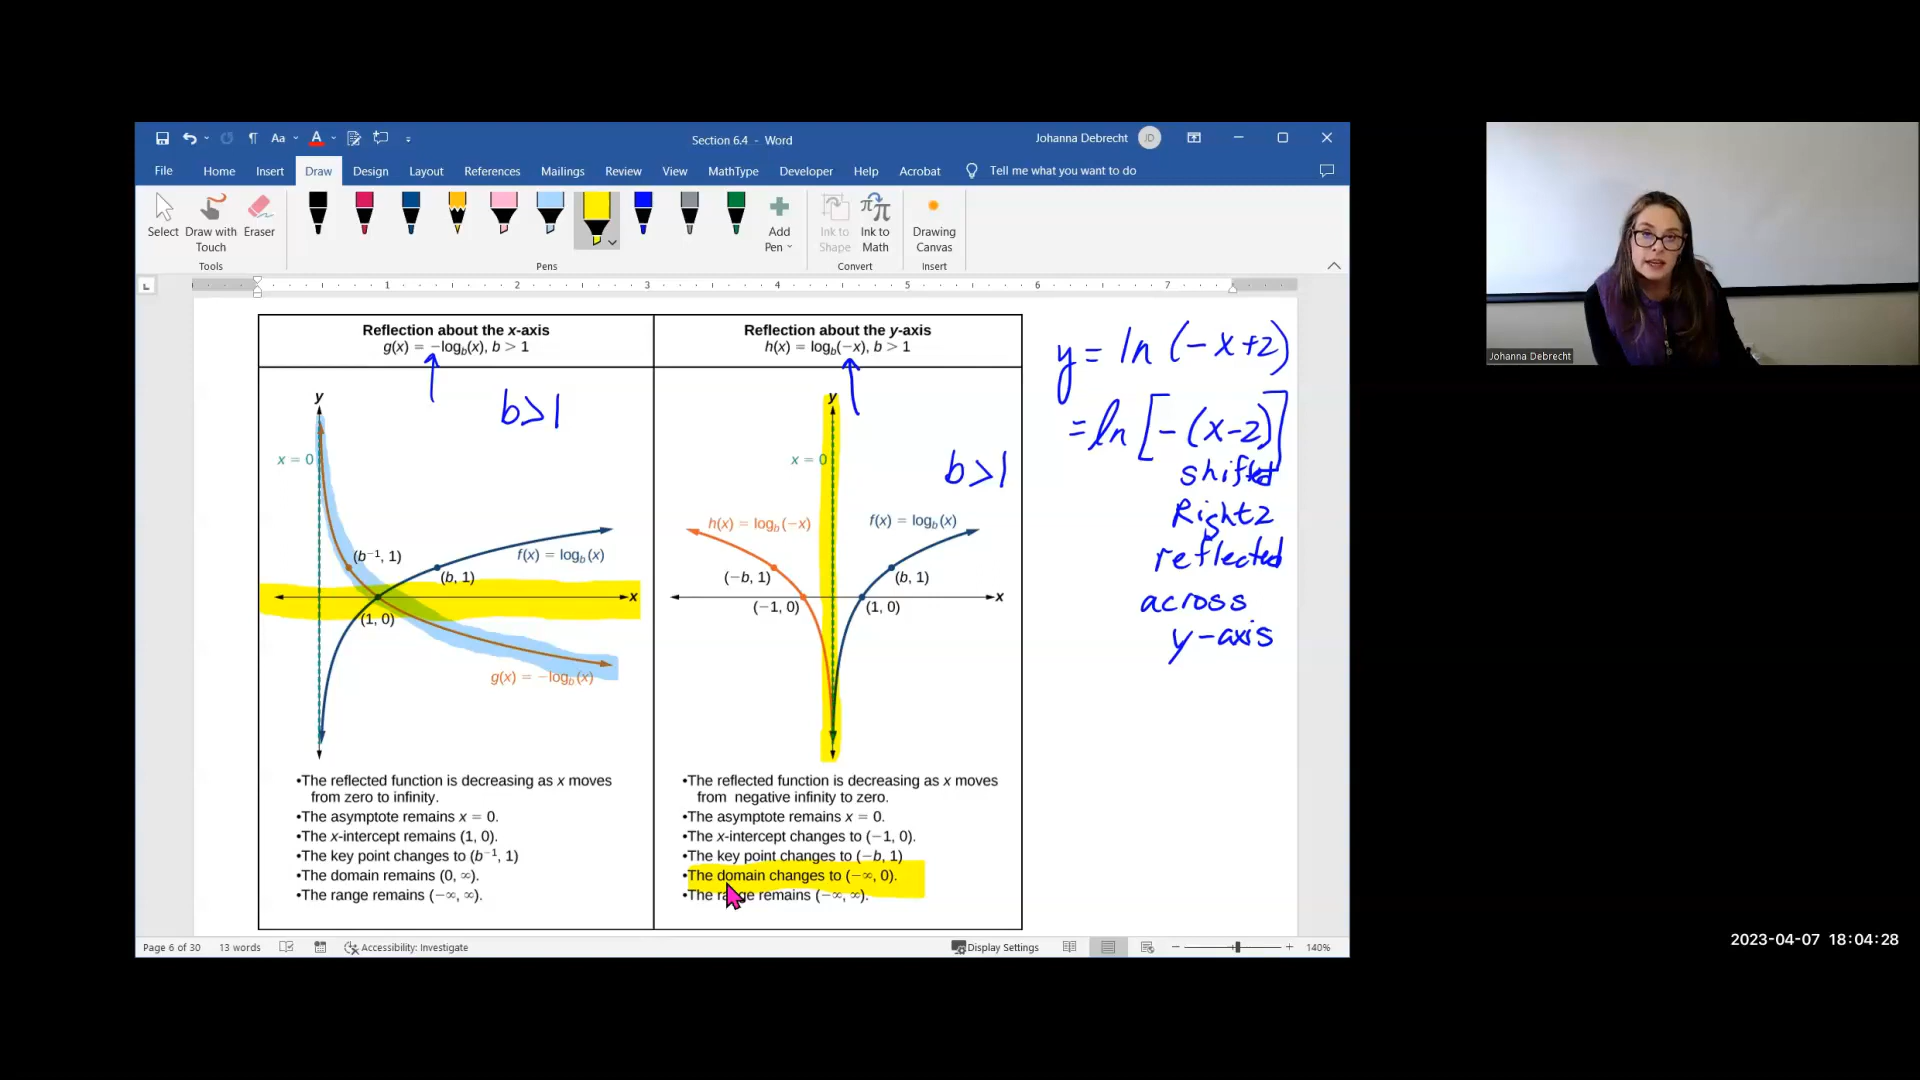 Section 6.4 - Word
Johanna Debrecht
JD
File Home Insert Draw Design Layout References Mailings Review View MathType Developer Help Acrobat Tell me what you want to do
Select
Draw with Touch
Eraser
Tools
Pens
Add Pen
Ink to Shape
Ink to Math
Convert
Drawing Canvas
Insert
1 2 3 4 5 6 7
Reflection about the x-axis
g(x) = −log_b(x), b > 1
b>1
y
x = 0
(b⁻¹, 1)
f(x) = log_b(x)
(b, 1)
x
(1, 0)
g(x) = −log_b(x)
•The reflected function is decreasing as x moves
from zero to infinity.
•The asymptote remains x = 0.
•The x-intercept remains (1, 0).
•The key point changes to (b⁻¹, 1)
•The domain remains (0, ∞).
•The range remains (−∞, ∞).
Reflection about the y-axis
h(x) = log_b(−x), b > 1
y
x = 0
b>1
h(x) = log_b(−x)
f(x) = log_b(x)
(−b, 1)
(b, 1)
x
(−1, 0)
(1, 0)
•The reflected function is decreasing as x moves
from negative infinity to zero.
•The asymptote remains x = 0.
•The x-intercept changes to (−1, 0).
•The key point changes to (−b, 1)
•The domain changes to (−∞, 0).
•The range remains (−∞, ∞).
y = ln (-x+2)
= ln [-(x-2)]
shifted
Right 2
reflected
across
y-axis
Page 6 of 30
13 words
Accessibility: Investigate
Display Settings
140%
Johanna Debrecht
2023-04-07 18:04:28